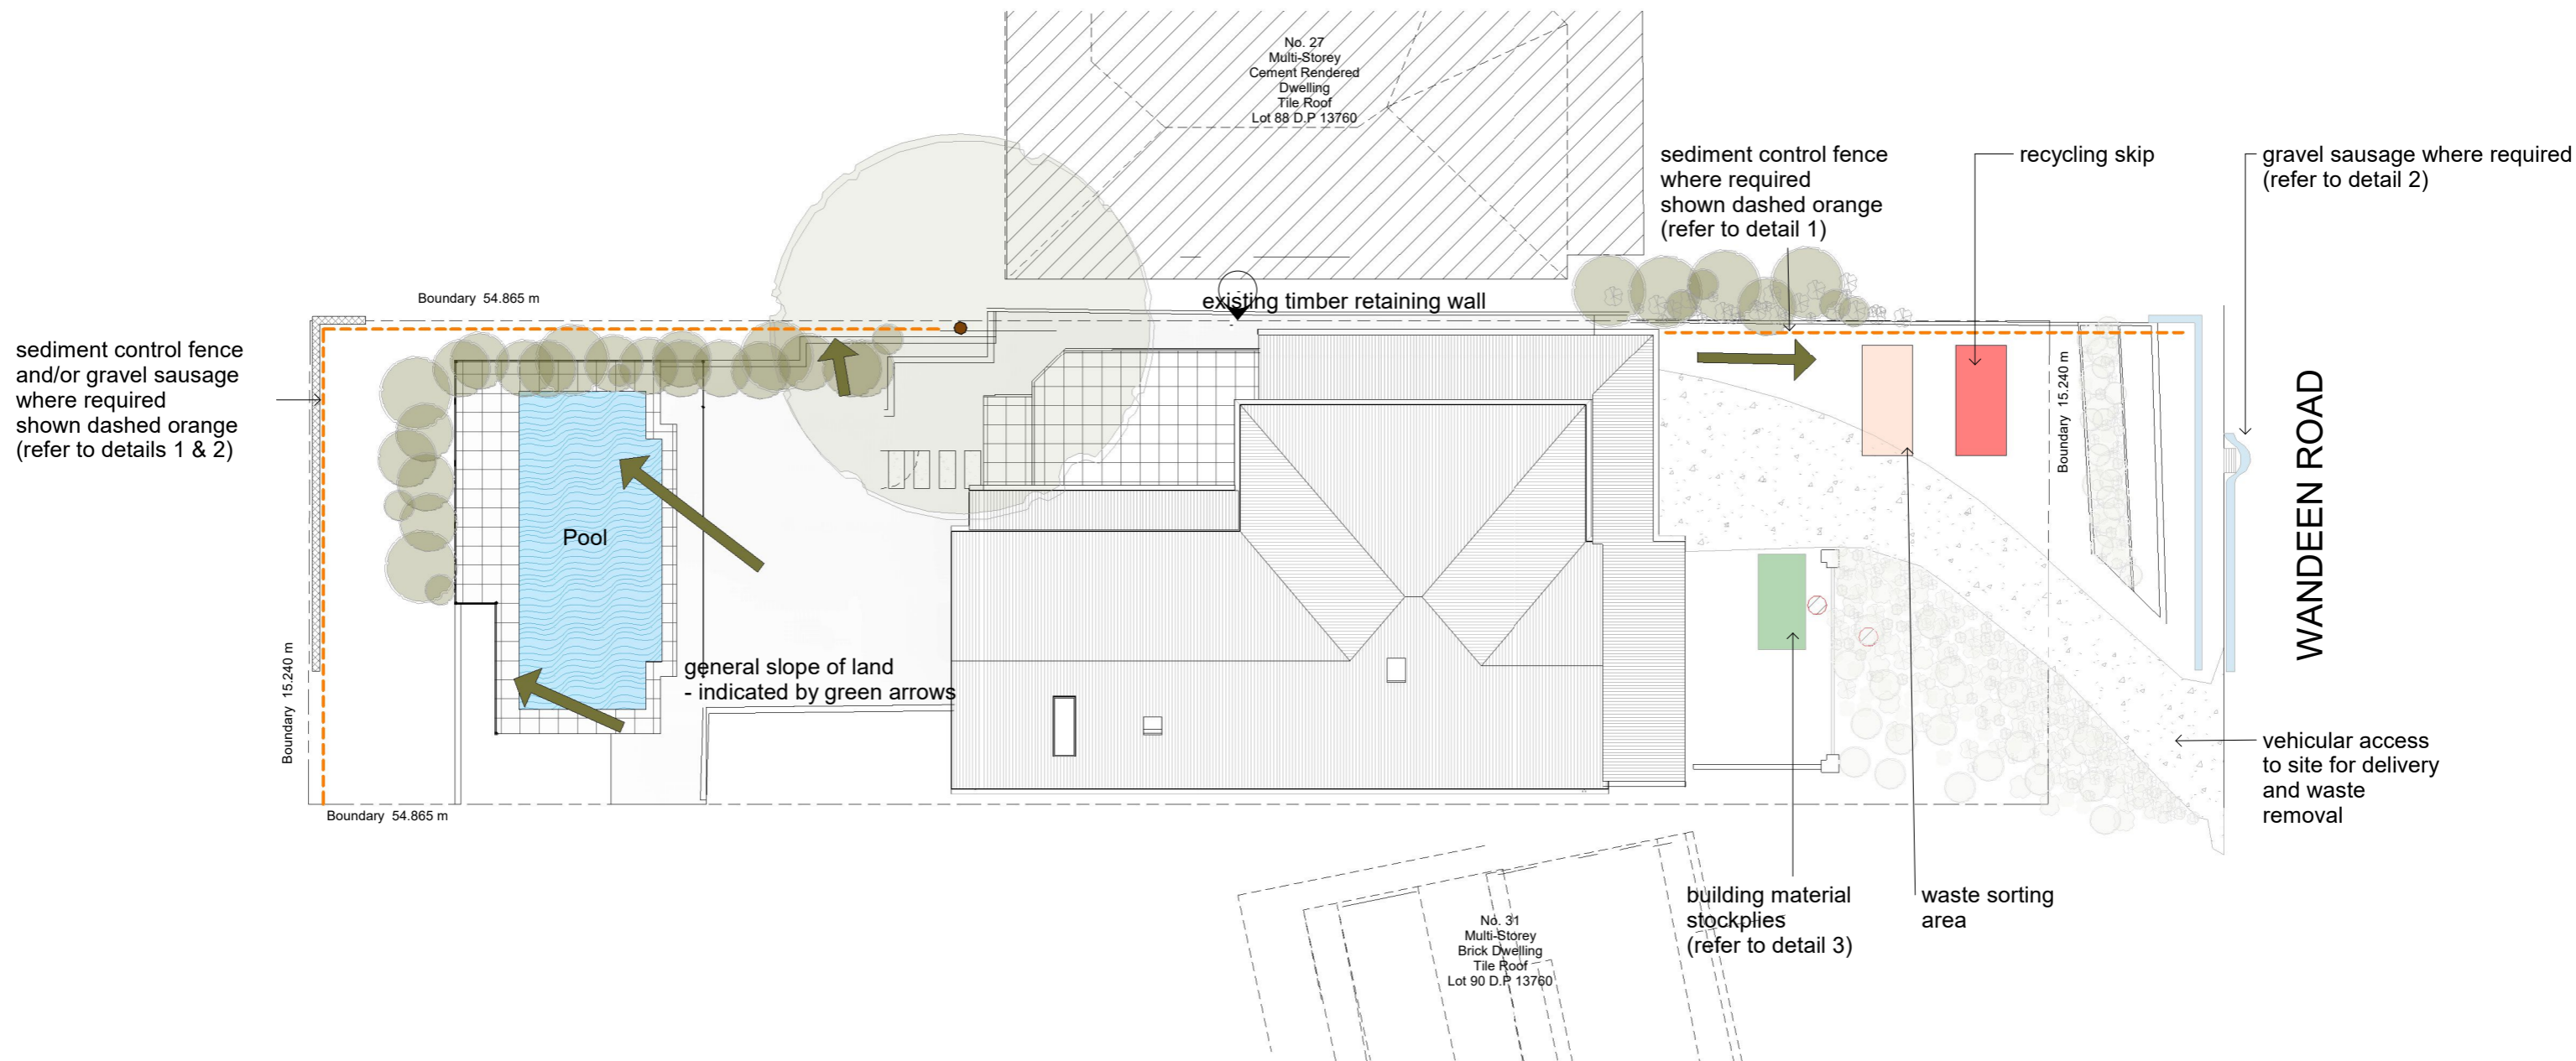 No. 27
Multi-Storey
Cement Rendered
Dwelling
Tile Roof
Lot 88 D.P 13760
sediment control fence
where required
shown dashed orange
(refer to detail 1)
recycling skip
gravel sausage where required
(refer to detail 2)
Boundary 54.865 m
existing timber retaining wall
sediment control fence
and/or gravel sausage
where required
shown dashed orange
(refer to details 1 & 2)
Boundary 15.240 m
WANDEEN ROAD
Pool
general slope of land
- indicated by green arrows
Boundary 15.240 m
vehicular access
to site for delivery
and waste
removal
Boundary 54.865 m
building material
stockplies
(refer to detail 3)
waste sorting
area
No. 31
Multi-Storey
Brick Dwelling
Tile Roof
Lot 90 D.P 13760